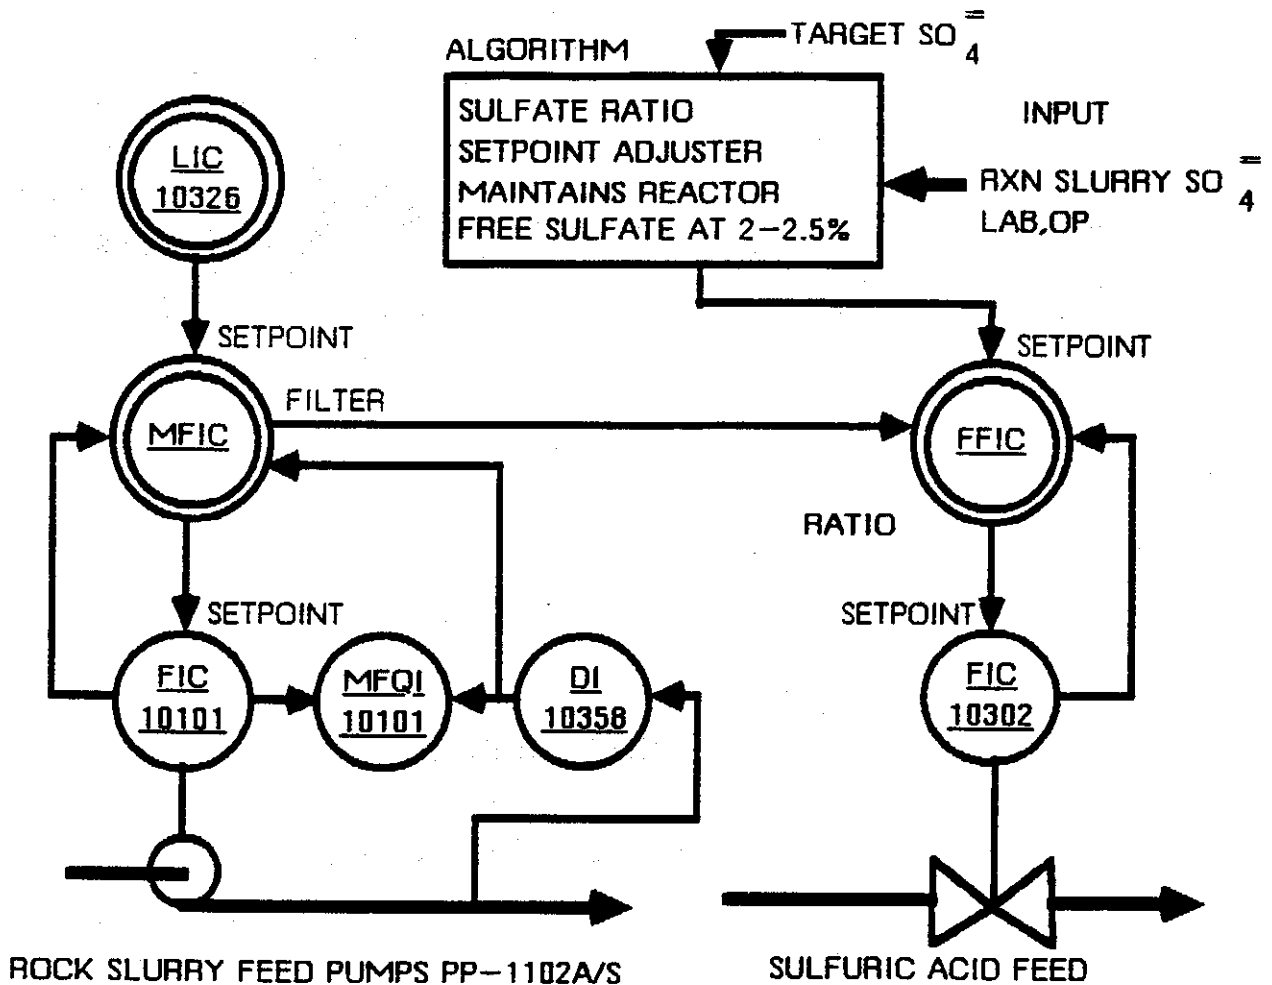 ALGORITHM
TARGET SO₄⁼
SULFATE RATIO
SETPOINT ADJUSTER
MAINTAINS REACTOR
FREE SULFATE AT 2-2.5%
INPUT
RXN SLURRY SO₄⁼
LAB,OP
LIC
10326
SETPOINT
SETPOINT
MFIC
FILTER
FFIC
RATIO
SETPOINT
SETPOINT
FIC
10101
MFQI
10101
DI
10358
FIC
10302
ROCK SLURRY FEED PUMPS PP-1102A/S
SULFURIC ACID FEED